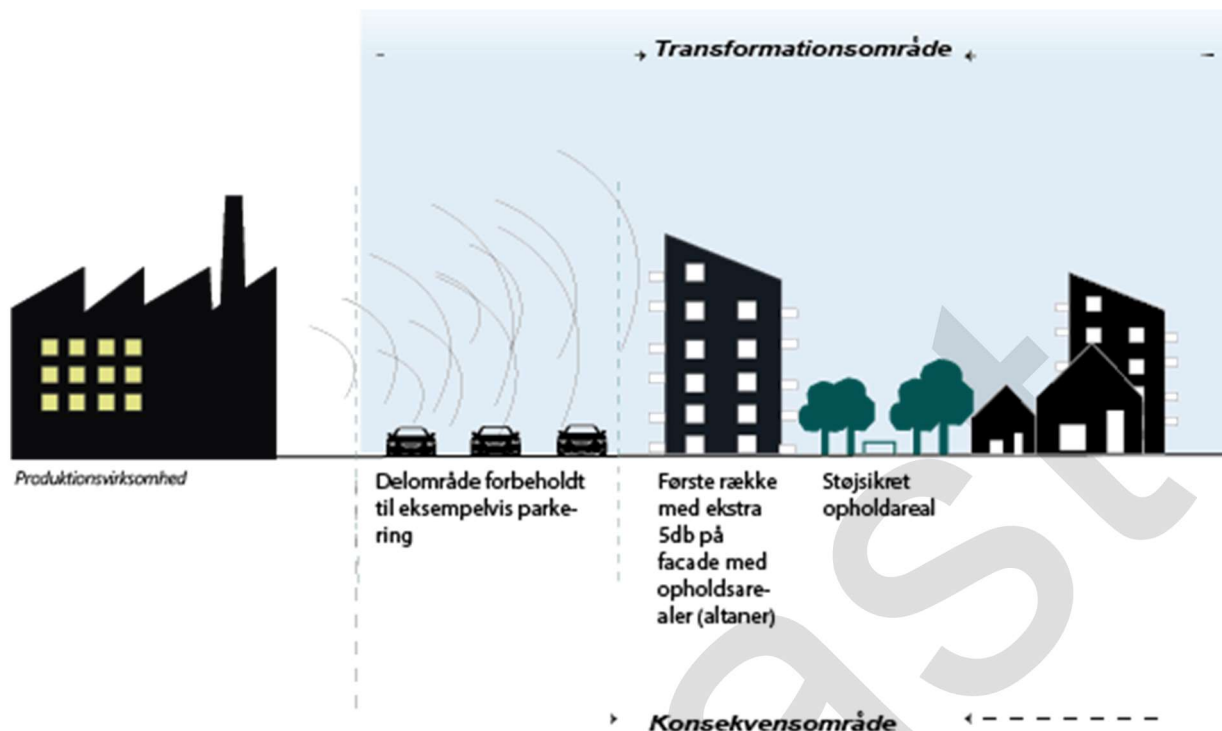 Transformationsområde
Produktionsvirksomhed
Delområde forbeholdt
til eksempelvis parke-
ring
Første række
med ekstra
5db på
facade med
opholdsare-
aler (altaner)
Støjsikret
opholdareal
Konsekvensområde